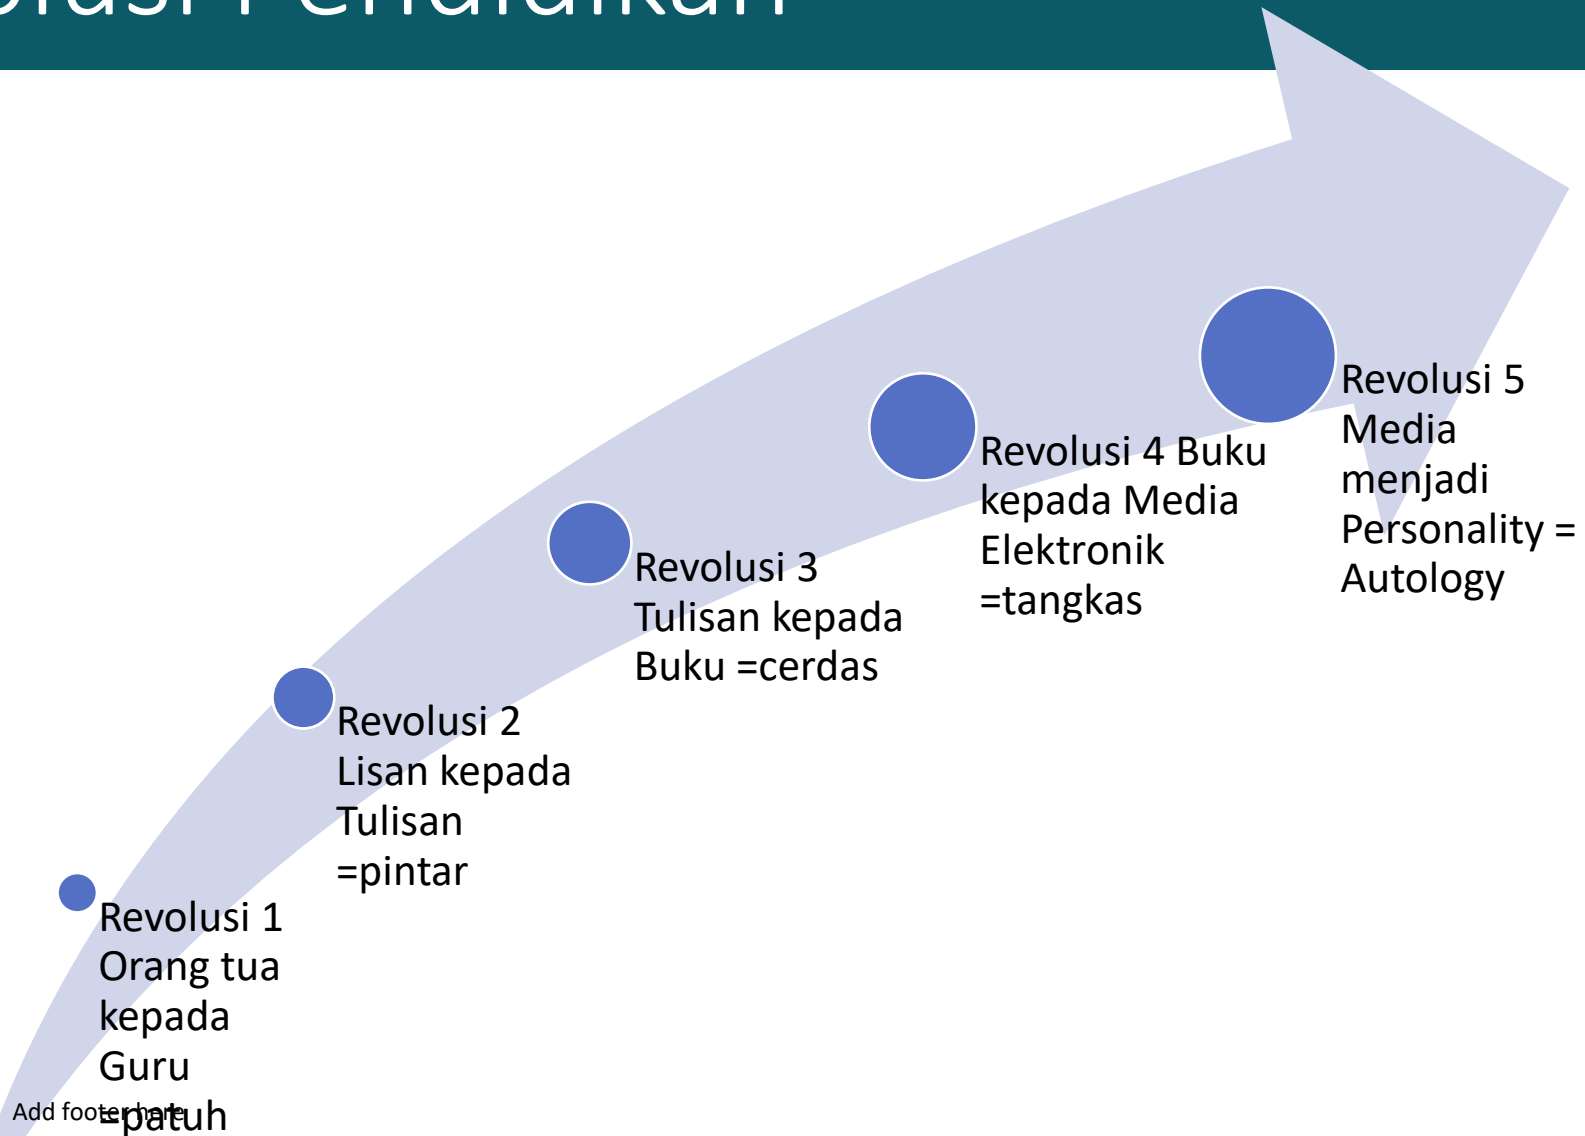 Pendidikan
Revolusi 1
Orang tua
kepada
Guru
=patuh
Revolusi 2
Lisan kepada
Tulisan
=pintar
Revolusi 3
Tulisan kepada
Buku =cerdas
Revolusi 4 Buku
kepada Media
Elektronik
=tangkas
Revolusi 5
Media
menjadi
Personality =
Autology
Add footer here